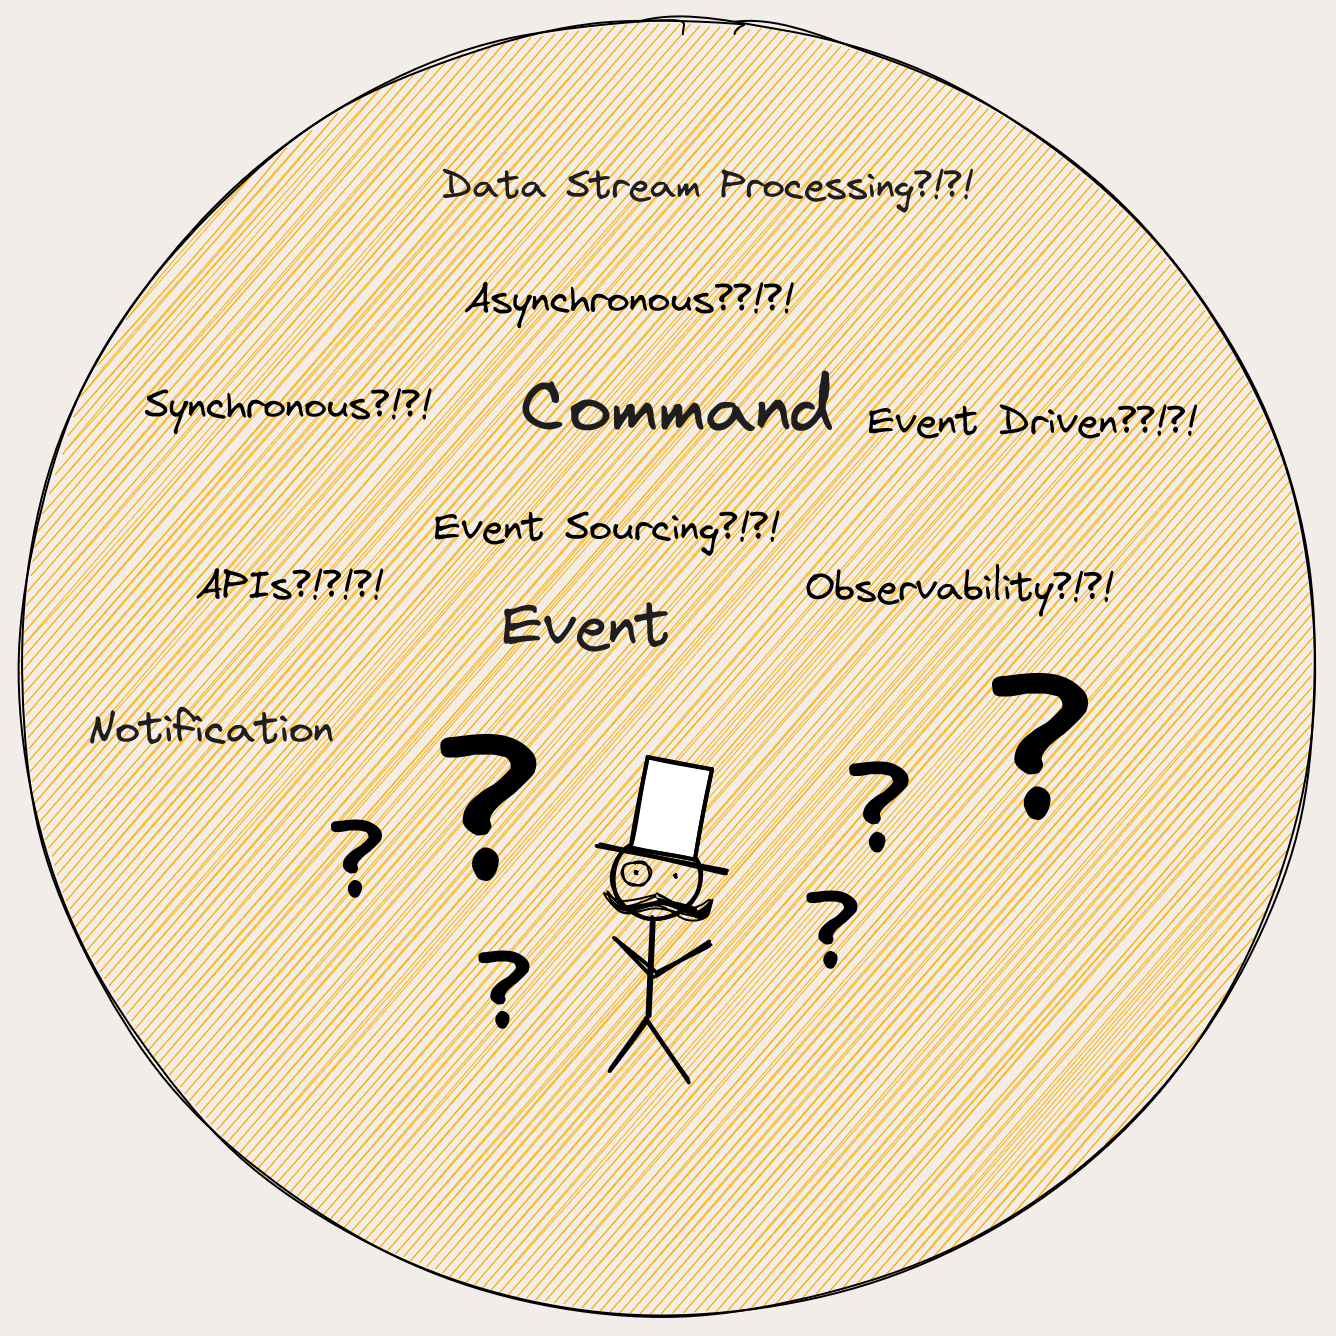 Data Stream Processing?!?!
Asynchronous??!?!
Synchronous?!?!
Command
Event Driven??!?!
Event Sourcing?!?!
APIs?!?!?!
Observability?!?!
Event
Notification
?
?
?
?
?
?